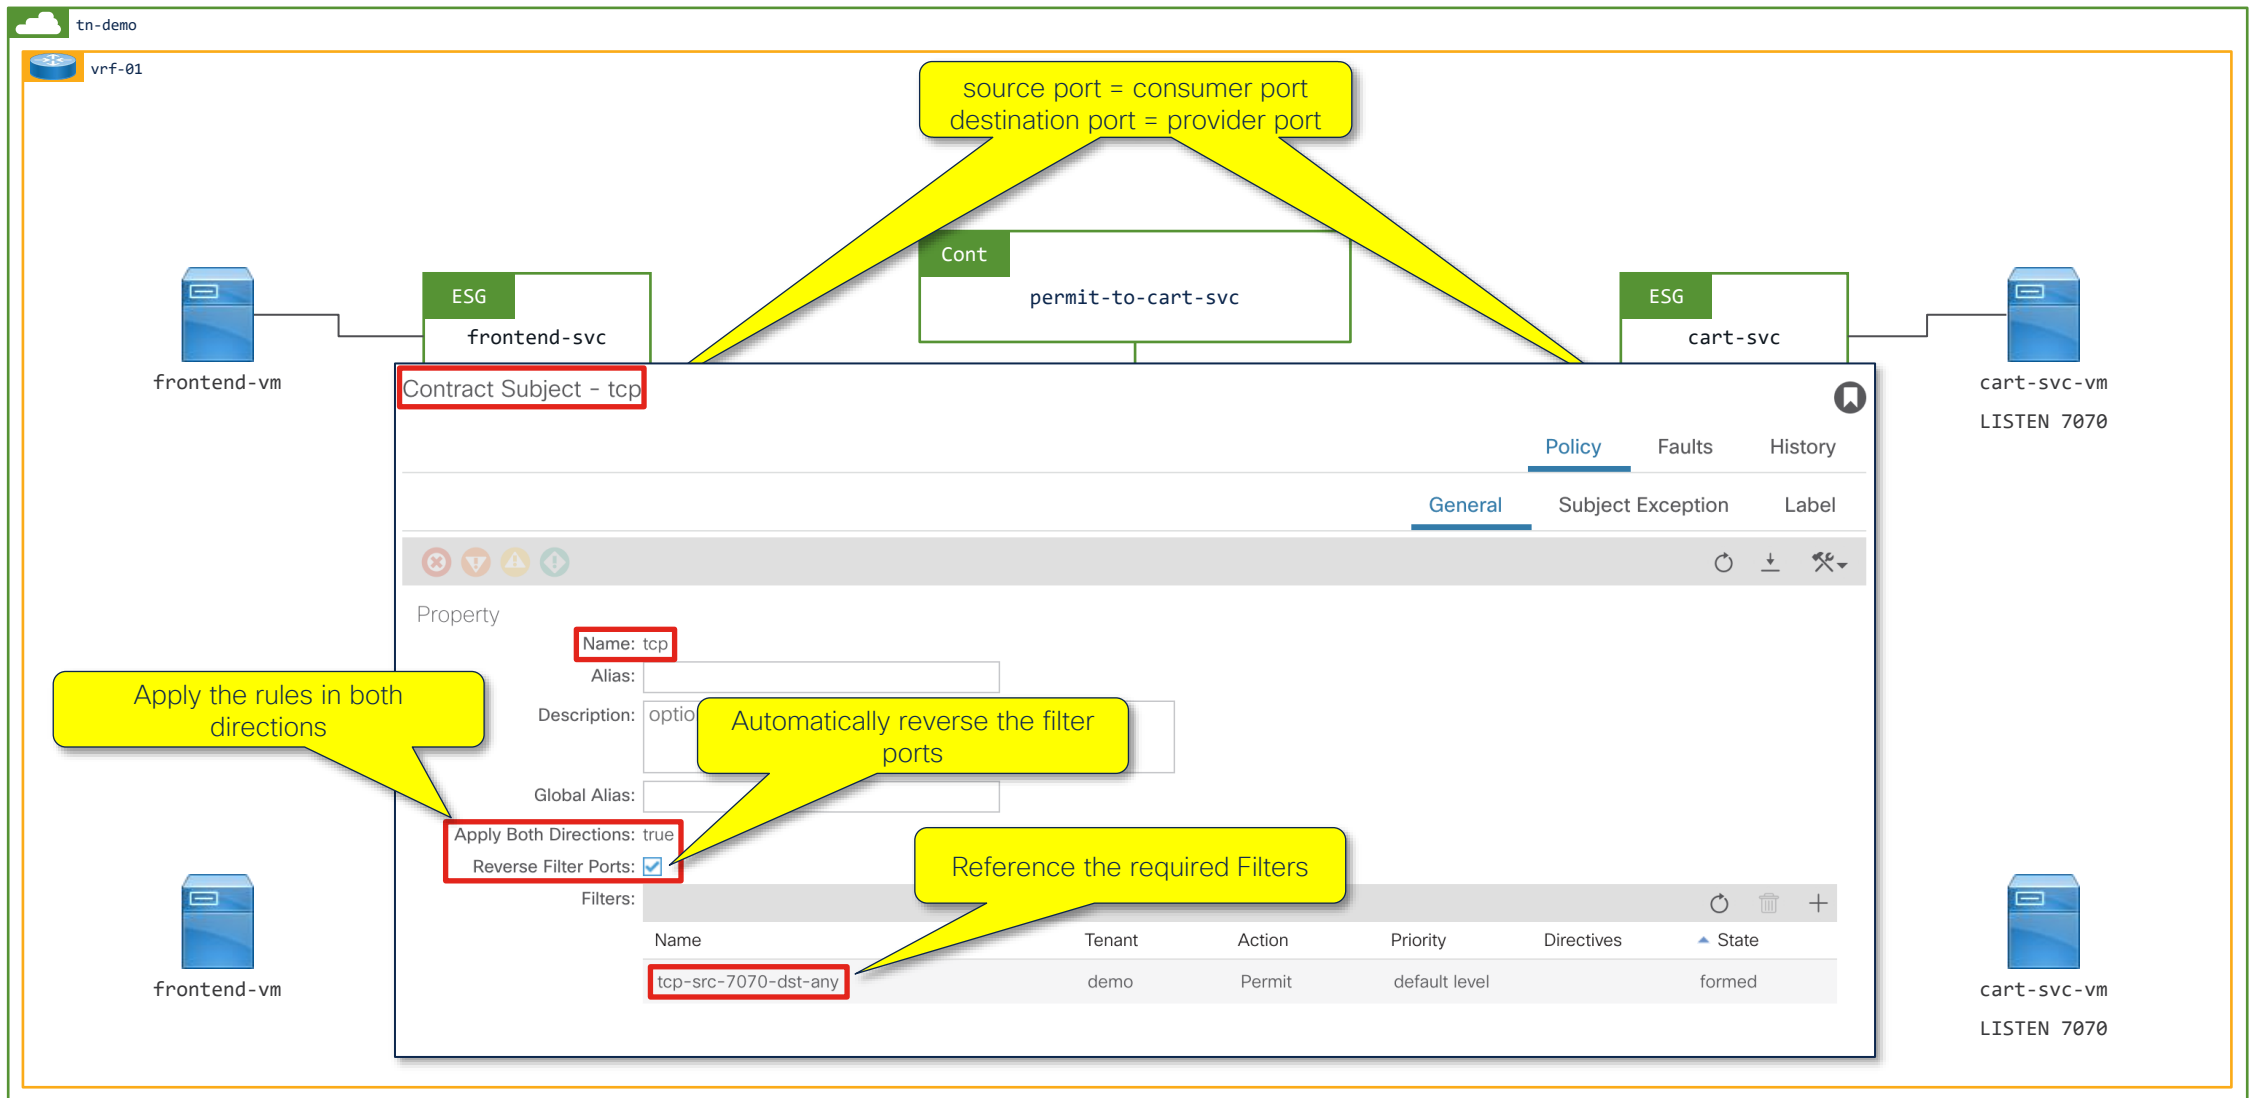 tn-demo
vrf-01
source port = consumer port
destination port = provider port
Cont
permit-to-cart-svc
ESG
frontend-svc
ESG
cart-svc
frontend-vm
cart-svc-vm
LISTEN 7070
Contract Subject - tcp
Policy Faults History
General Subject Exception Label
Property
Name: tcp
Alias:
Apply the rules in both
directions
Description: optio
Automatically reverse the filter
ports
Global Alias:
Apply Both Directions: true
Reverse Filter Ports:
Reference the required Filters
Filters:
Name Tenant Action Priority Directives State
tcp-src-7070-dst-any demo Permit default level formed
frontend-vm
cart-svc-vm
LISTEN 7070